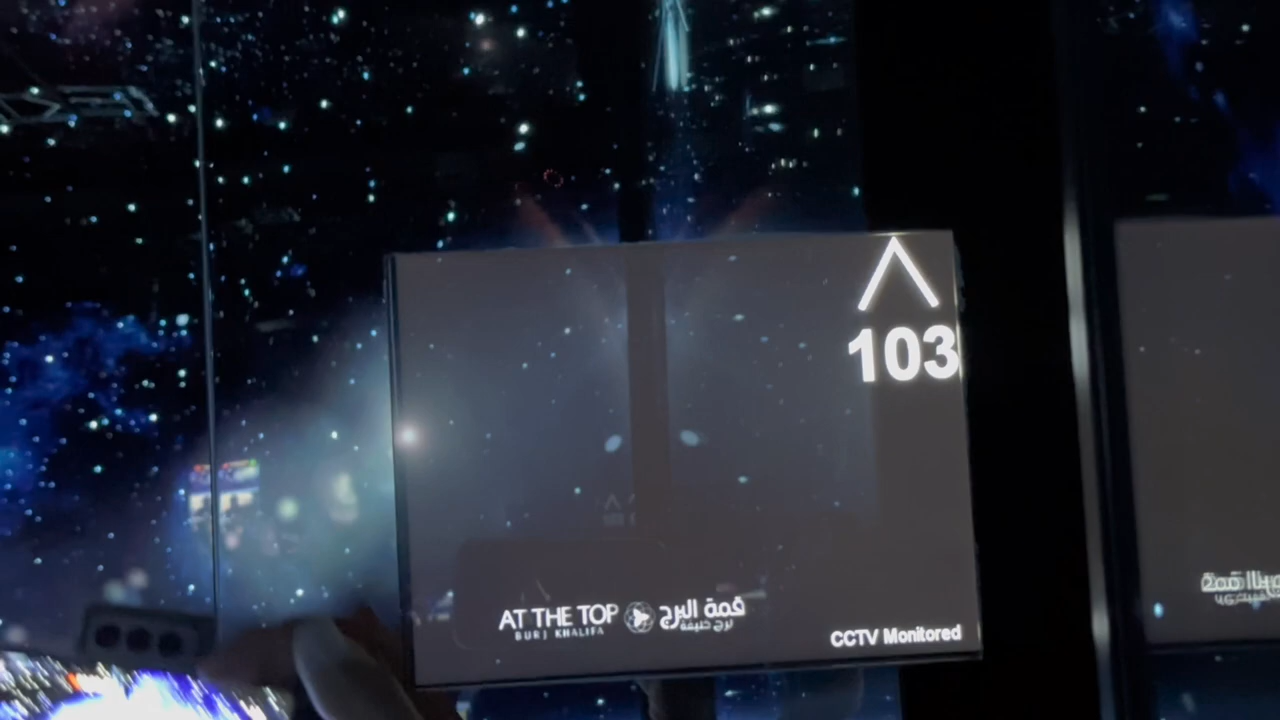 103
AT THE TOP
BURJ KHALIFA
قمة البرج
برج خليفة
CCTV Monitored